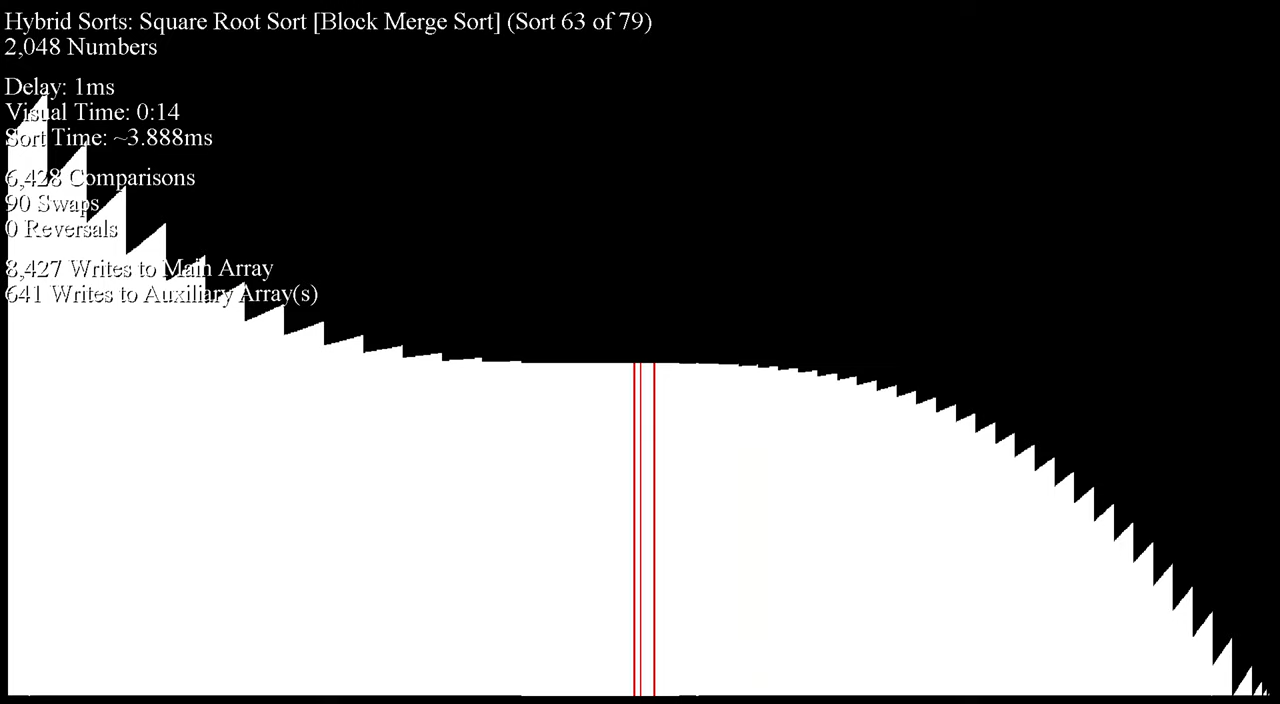 Hybrid Sorts: Square Root Sort [Block Merge Sort] (Sort 63 of 79)
2,048 Numbers
Delay: 1ms
Visual Time: 0:14
Sort Time: ~3.888ms
6,428 Comparisons
90 Swaps
0 Reversals
8,427 Writes to Main Array
641 Writes to Auxiliary Array(s)